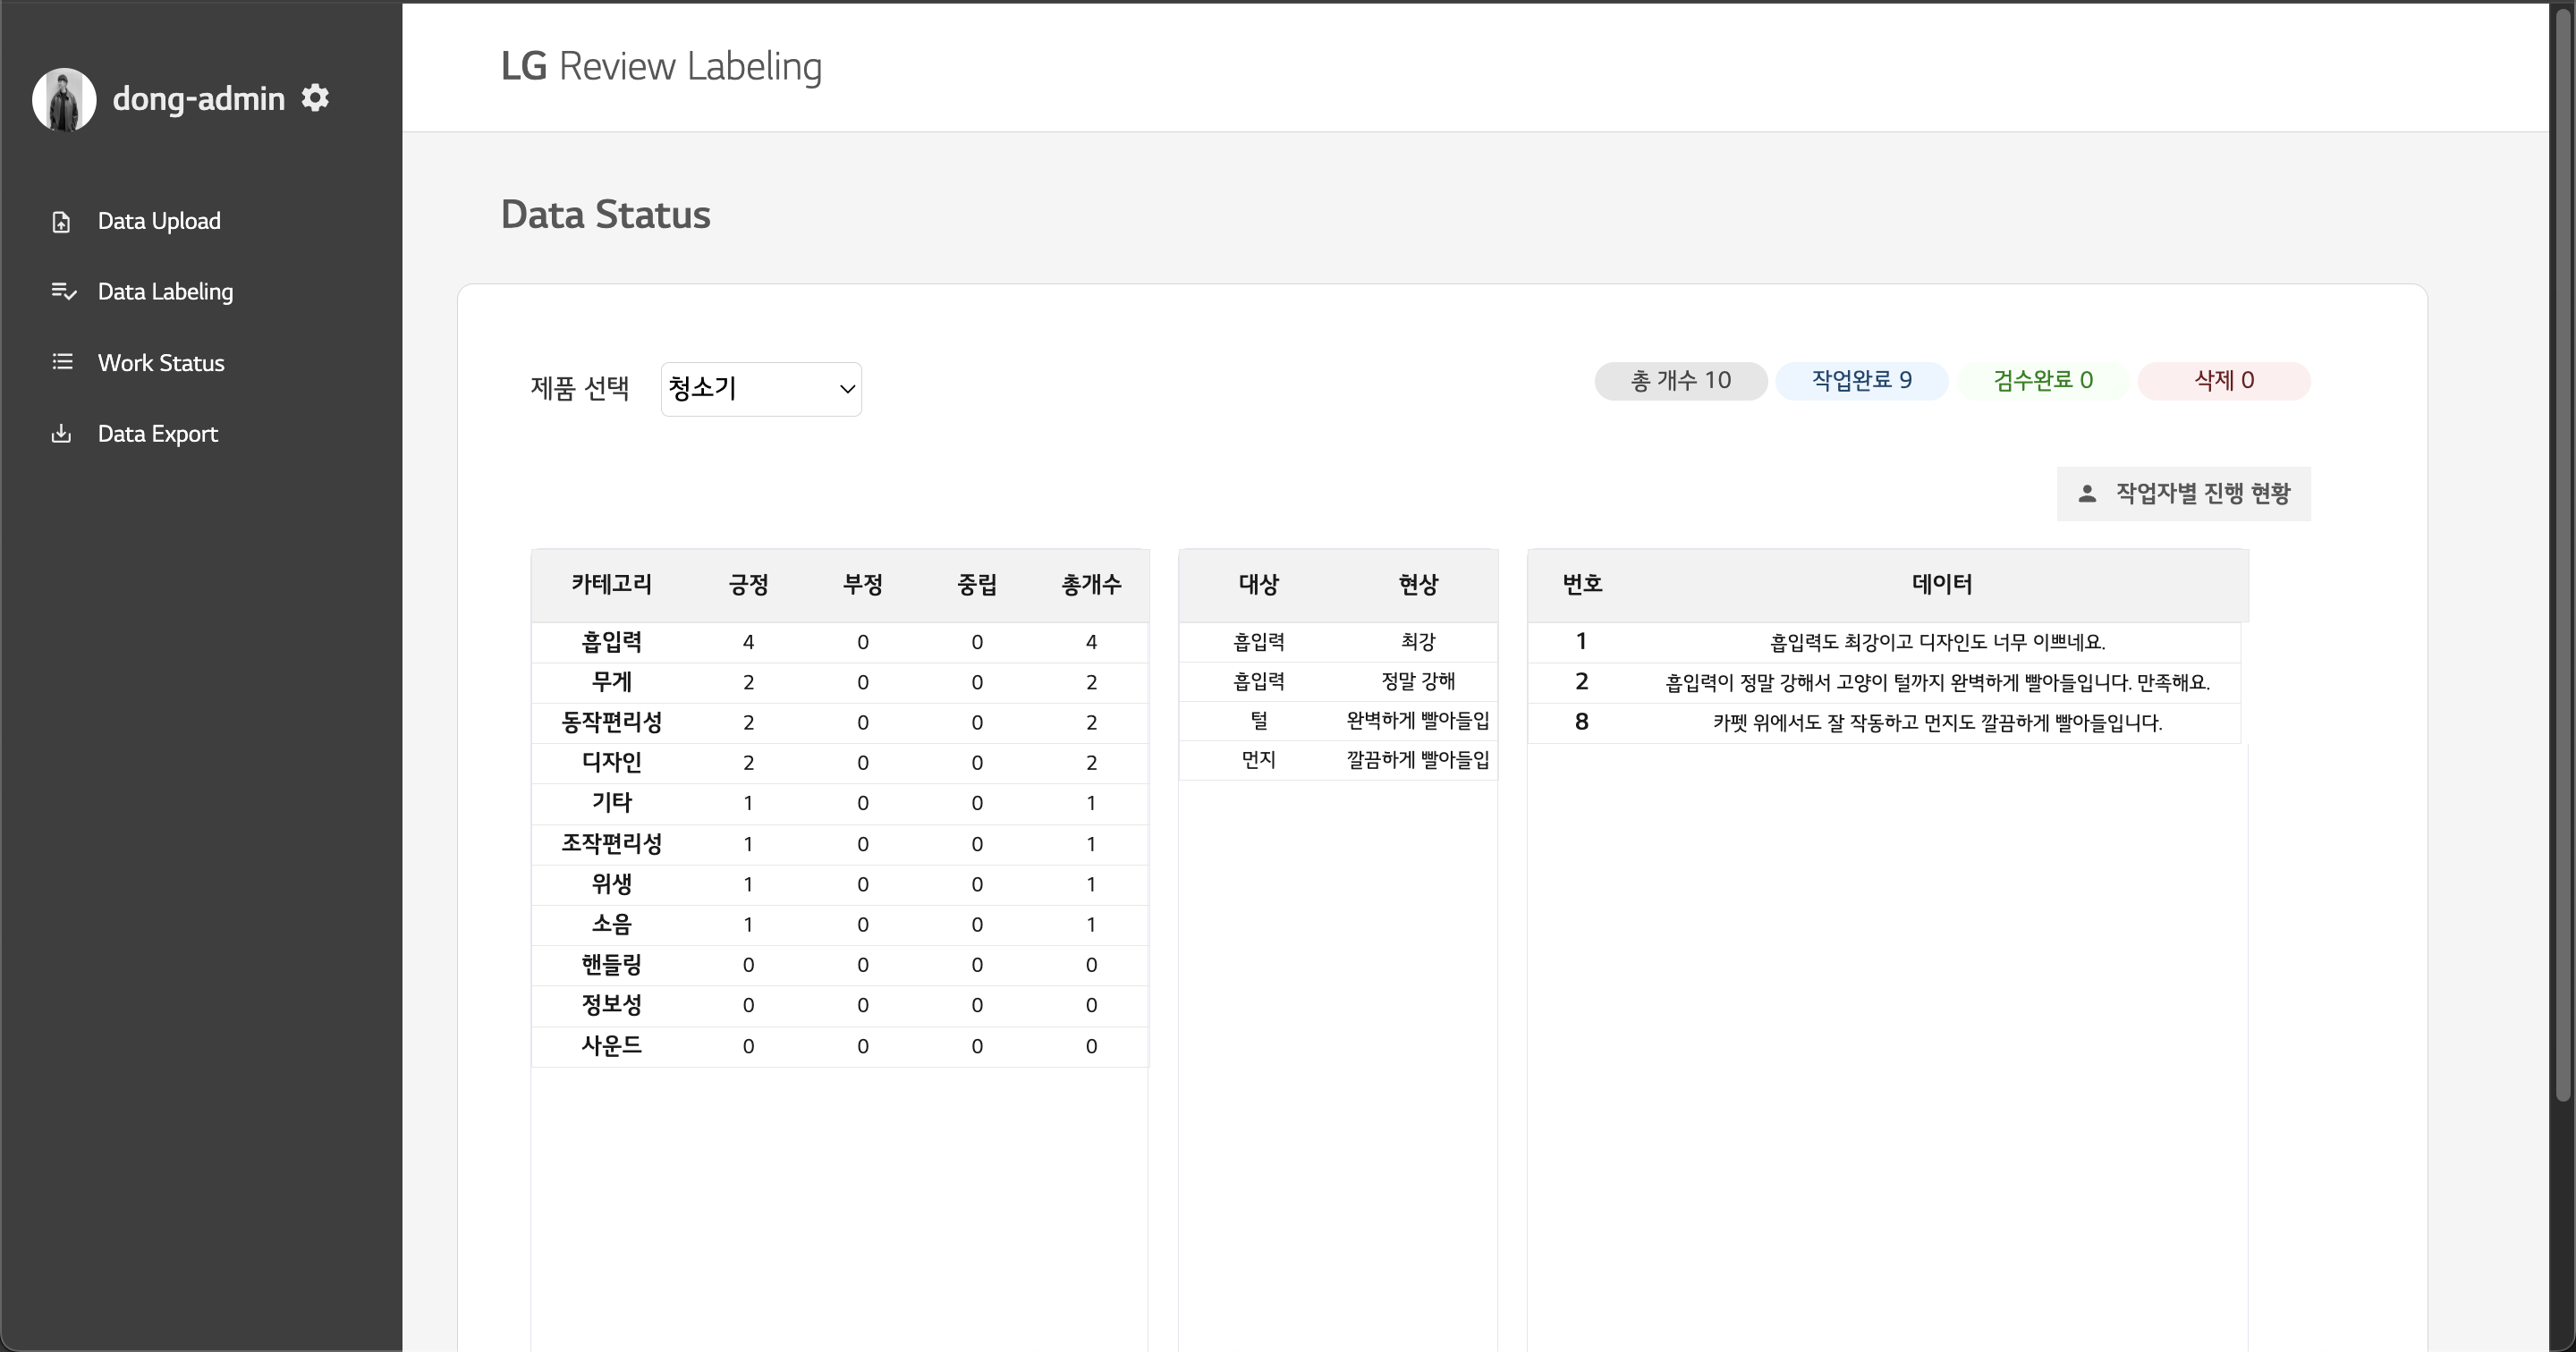 dong-admin
Data Upload
Data Labeling
Work Status
Data Export
LG Review Labeling
Data Status
제품 선택 청소기
총 개수 10 작업완료 9 검수완료 0 삭제 0
작업자별 진행 현황
카테고리 긍정 부정 중립 총개수
흡입력 4 0 0 4
무게 2 0 0 2
동작편리성 2 0 0 2
디자인 2 0 0 2
기타 1 0 0 1
조작편리성 1 0 0 1
위생 1 0 0 1
소음 1 0 0 1
핸들링 0 0 0 0
정보성 0 0 0 0
사운드 0 0 0 0
대상 현상
흡입력 최강
흡입력 정말 강해
털 완벽하게 빨아들입
먼지 깔끔하게 빨아들입
번호 데이터
1 흡입력도 최강이고 디자인도 너무 이쁘네요.
2 흡입력이 정말 강해서 고양이 털까지 완벽하게 빨아들입니다. 만족해요.
8 카펫 위에서도 잘 작동하고 먼지도 깔끔하게 빨아들입니다.